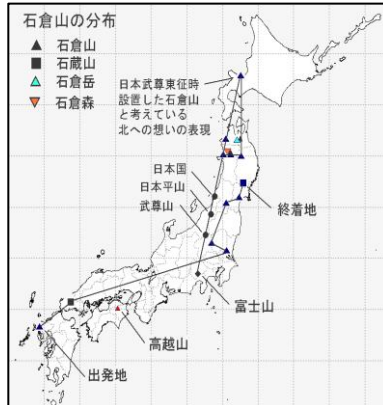 石倉山の分布
石倉山
石蔵山
石倉岳
石倉森
日本武尊東征時
設置した石倉山
と考えている
北への想いの表現
日本国
日本平山
武尊山
終着地
富士山
高越山
出発地